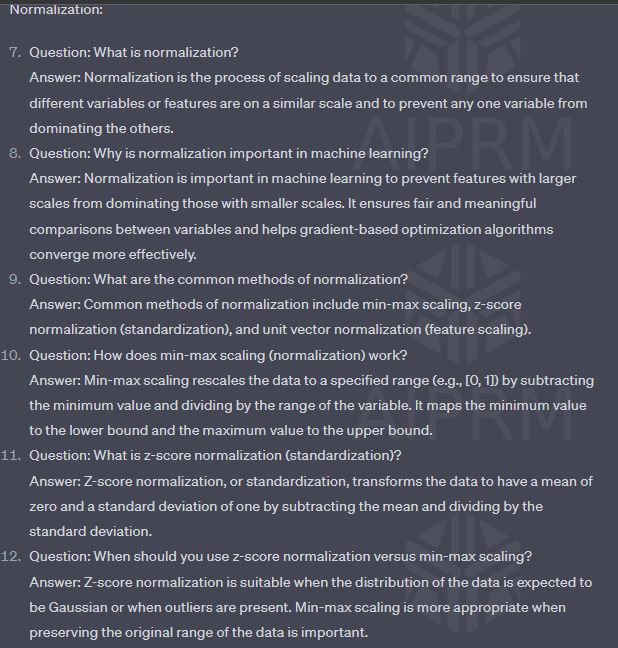 Normalization:
7. Question: What is normalization?
Answer: Normalization is the process of scaling data to a common range to ensure that
different variables or features are on a similar scale and to prevent any one variable from
dominating the others.
8. Question: Why is normalization important in machine learning?
Answer: Normalization is important in machine learning to prevent features with larger
scales from dominating those with smaller scales. It ensures fair and meaningful
comparisons between variables and helps gradient-based optimization algorithms
converge more effectively.
9. Question: What are the common methods of normalization?
Answer: Common methods of normalization include min-max scaling, z-score
normalization (standardization), and unit vector normalization (feature scaling).
10. Question: How does min-max scaling (normalization) work?
Answer: Min-max scaling rescales the data to a specified range (e.g., [0, 1]) by subtracting
the minimum value and dividing by the range of the variable. It maps the minimum value
to the lower bound and the maximum value to the upper bound.
11. Question: What is z-score normalization (standardization)?
Answer: Z-score normalization, or standardization, transforms the data to have a mean of
zero and a standard deviation of one by subtracting the mean and dividing by the
standard deviation.
12. Question: When should you use z-score normalization versus min-max scaling?
Answer: Z-score normalization is suitable when the distribution of the data is expected to
be Gaussian or when outliers are present. Min-max scaling is more appropriate when
preserving the original range of the data is important.
AIPRM
AIPRM